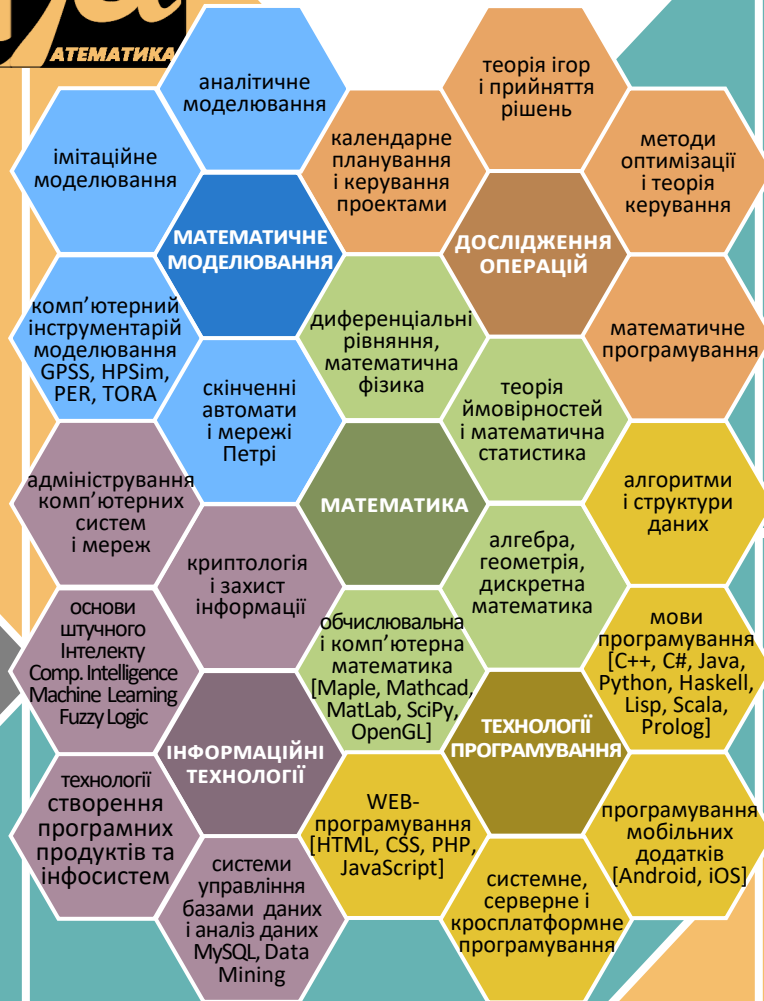 АТЕМАТИКА
аналітичне
моделювання
теорія ігор
і прийняття
рішень
імітаційне
моделювання
календарне
планування
і керування
проектами
методи
оптимізації
і теорія
керування
МАТЕМАТИЧНЕ
МОДЕЛЮВАННЯ
ДОСЛІДЖЕННЯ
ОПЕРАЦІЙ
комп’ютерний
інструментарій
моделювання
GPSS, HPSim,
PER, TORA
диференціальні
рівняння,
математична
фізика
математичне
програмування
скінченні
автомати
і мережі
Петрі
теорія
ймовірностей
і математична
статистика
адміністрування
комп’ютерних
систем
і мереж
МАТЕМАТИКА
алгоритми
і структури
даних
криптологія
і захист
інформації
алгебра,
геометрія,
дискретна
математика
основи
штучного
Інтелекту
Comp. Intelligence
Machine Learning
Fuzzy Logic
обчислювальна
і комп’ютерна
математика
[Maple, Mathcad,
MatLab, SciPy,
OpenGL]
мови
програмування
[C++, C#, Java,
Python, Haskell,
Lisp, Scala,
Prolog]
ІНФОРМАЦІЙНІ
ТЕХНОЛОГІЇ
ТЕХНОЛОГІЇ
ПРОГРАМУВАННЯ
технології
створення
програмних
продуктів та
інфосистем
WEB-
програмування
[HTML, CSS, PHP,
JavaScript]
програмування
мобільних
додатків
[Android, iOS]
системи
управління
базами даних
і аналіз даних
MySQL, Data
Mining
системне,
серверне і
кросплатформне
програмування